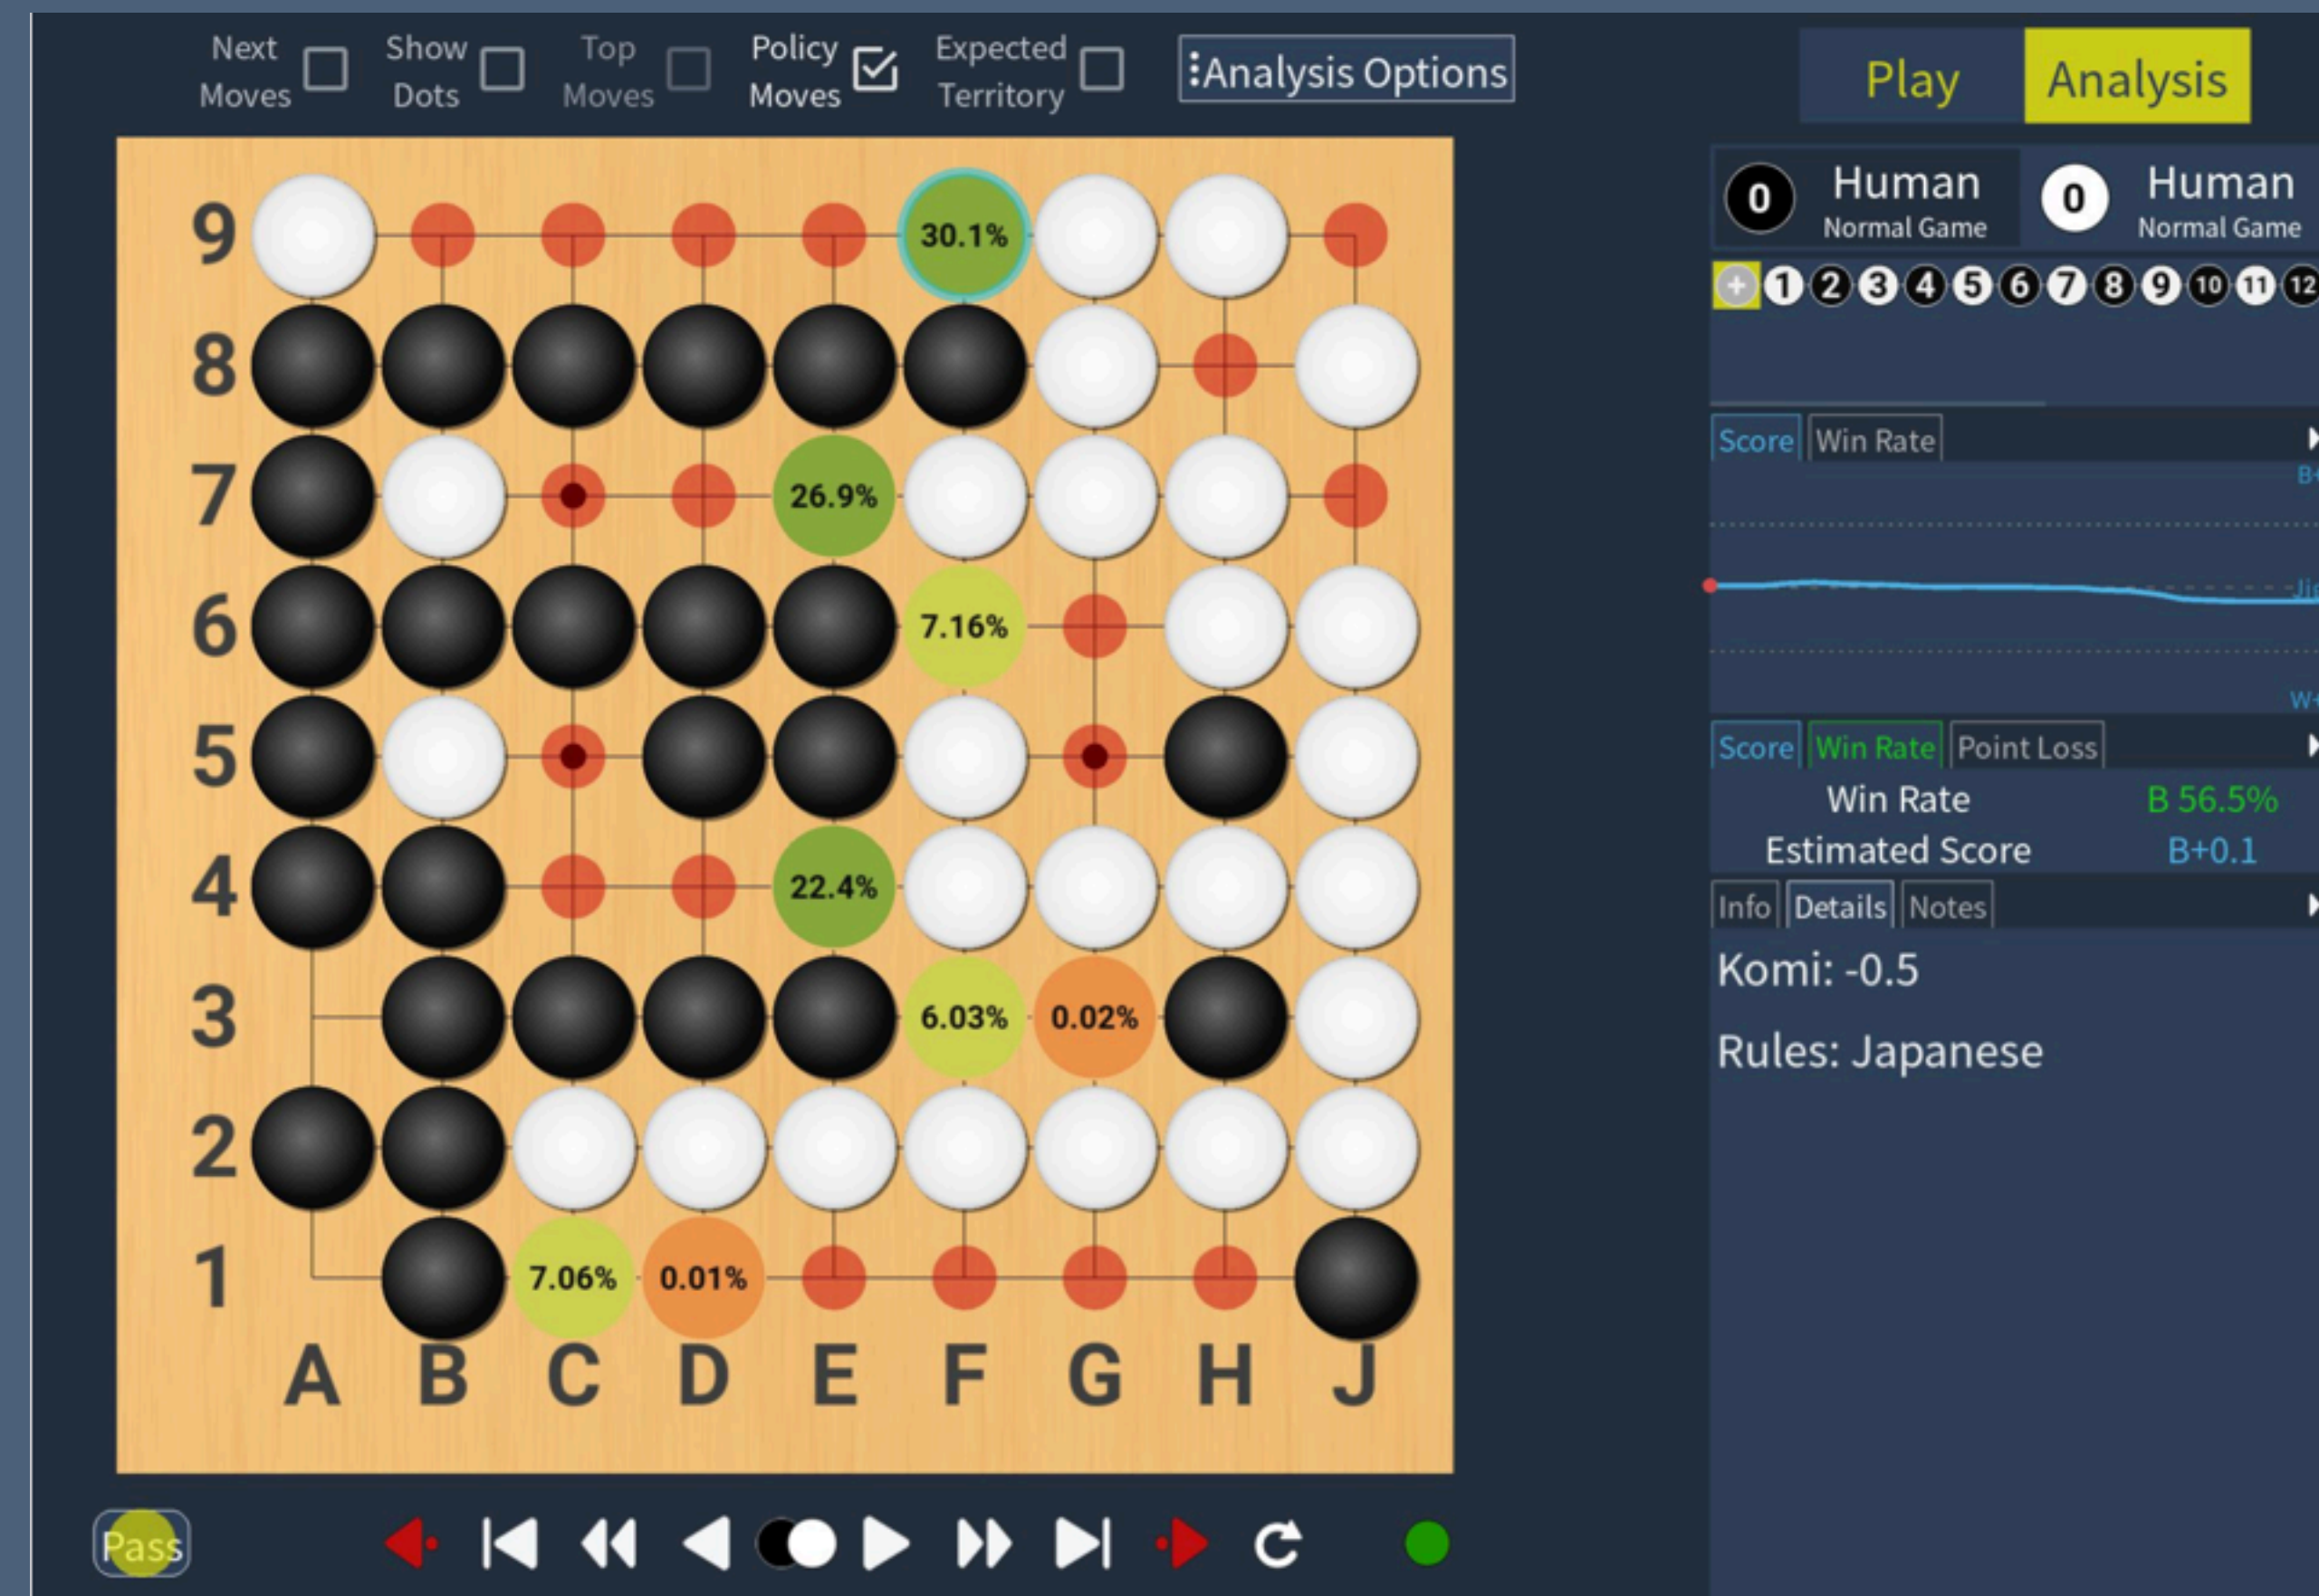 Next Moves
Show Dots
Top Moves
Policy Moves
Expected Territory
⋮Analysis Options
Play
Analysis
0 Human Normal Game
0 Human Normal Game
+ 1 2 3 4 5 6 7 8 9 10 11 12
9
30.1%
8
Score
Win Rate
B+
7
26.9%
6
7.16%
W+
5
Score
Win Rate
Point Loss
Win Rate B 56.5%
4
22.4%
Estimated Score B+0.1
Info
Details
Notes
Komi: -0.5
3
6.03%
0.02%
Rules: Japanese
2
1
7.06%
0.01%
A B C D E F G H J
Pass